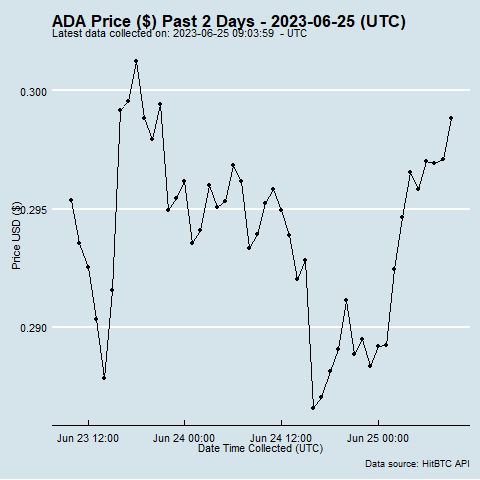 ADA Price ($) Past 2 Days - 2023-06-25 (UTC)
Latest data collected on: 2023-06-25 09:03:59 - UTC
0.300
0.295
0.290
Price USD ($)
Jun 23 12:00 Jun 24 00:00 Jun 24 12:00 Jun 25 00:00
Date Time Collected (UTC)
Data source: HitBTC API